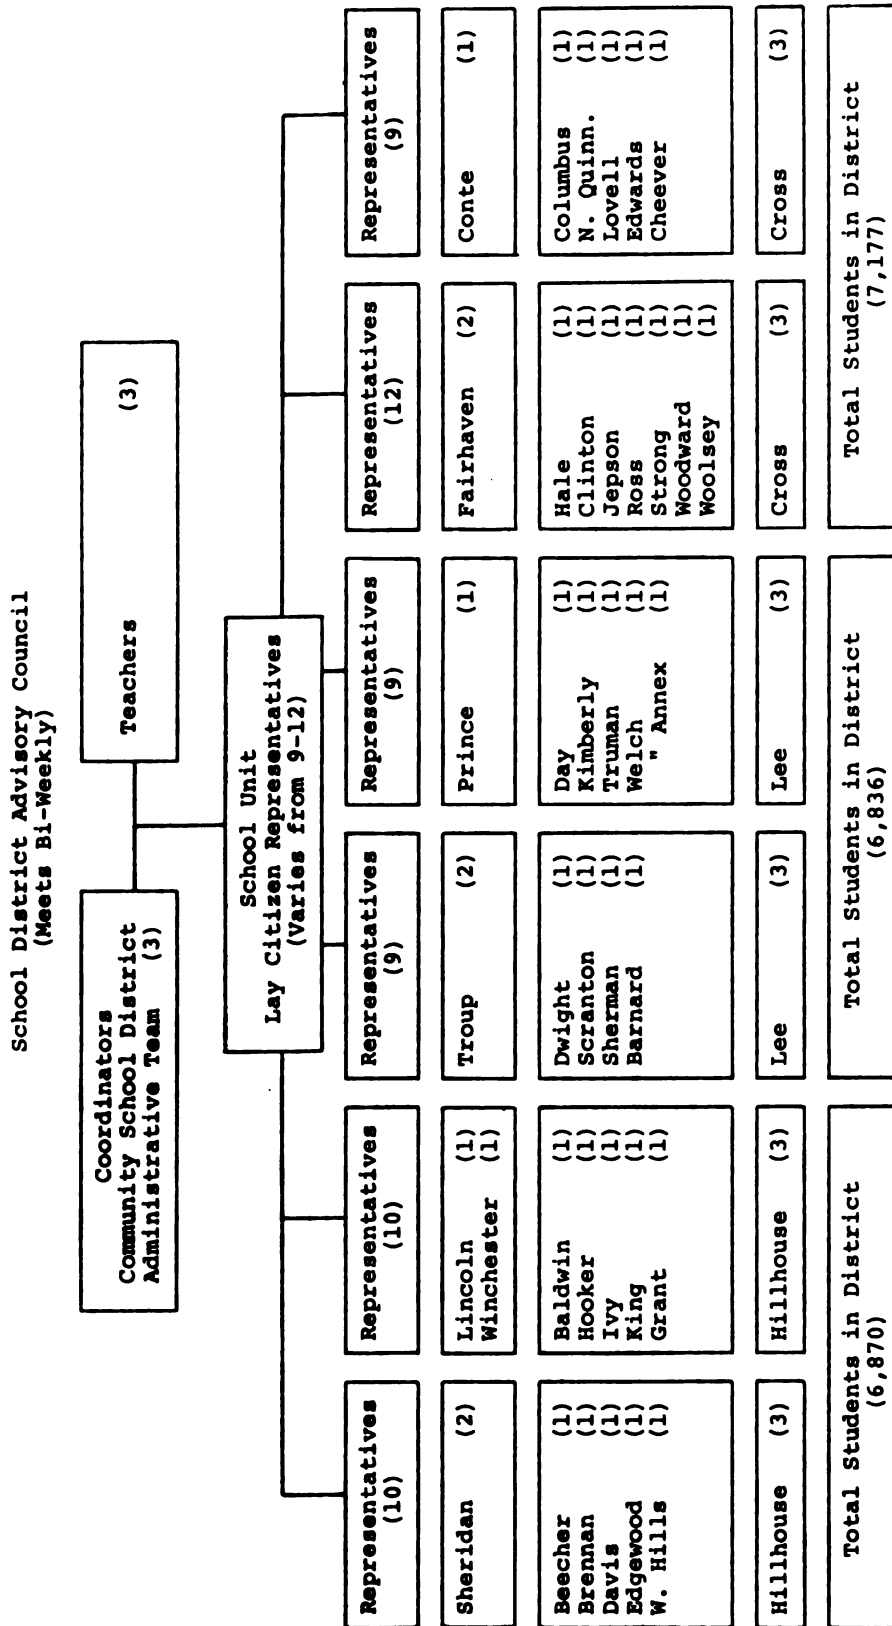 School District Advisory Council
(Meets Bi-Weekly)
Coordinators
Community School District
Administrative Team (3)
Teachers (3)
School Unit
Lay Citizen Representatives
(Varies from 9-12)
Representatives
(10)
Sheridan (2)
Beecher (1)
Brennan (1)
Davis (1)
Edgewood (1)
W. Hills (1)
Hillhouse (3)
Representatives
(10)
Lincoln (1)
Winchester (1)
Baldwin (1)
Hooker (1)
Ivy (1)
King (1)
Grant (1)
Hillhouse (3)
Total Students in District
(6,870)
Representatives
(9)
Troup (2)
Dwight (1)
Scranton (1)
Sherman (1)
Barnard (1)
Lee (3)
Representatives
(9)
Prince (1)
Day (1)
Kimberly (1)
Truman (1)
Welch (1)
" Annex (1)
Lee (3)
Total Students in District
(6,836)
Representatives
(12)
Fairhaven (2)
Hale (1)
Clinton (1)
Jepson (1)
Ross (1)
Strong (1)
Woodward (1)
Woolsey (1)
Cross (3)
Representatives
(9)
Conte (1)
Columbus (1)
N. Quinn. (1)
Lovell (1)
Edwards (1)
Cheever (1)
Cross (3)
Total Students in District
(7,177)